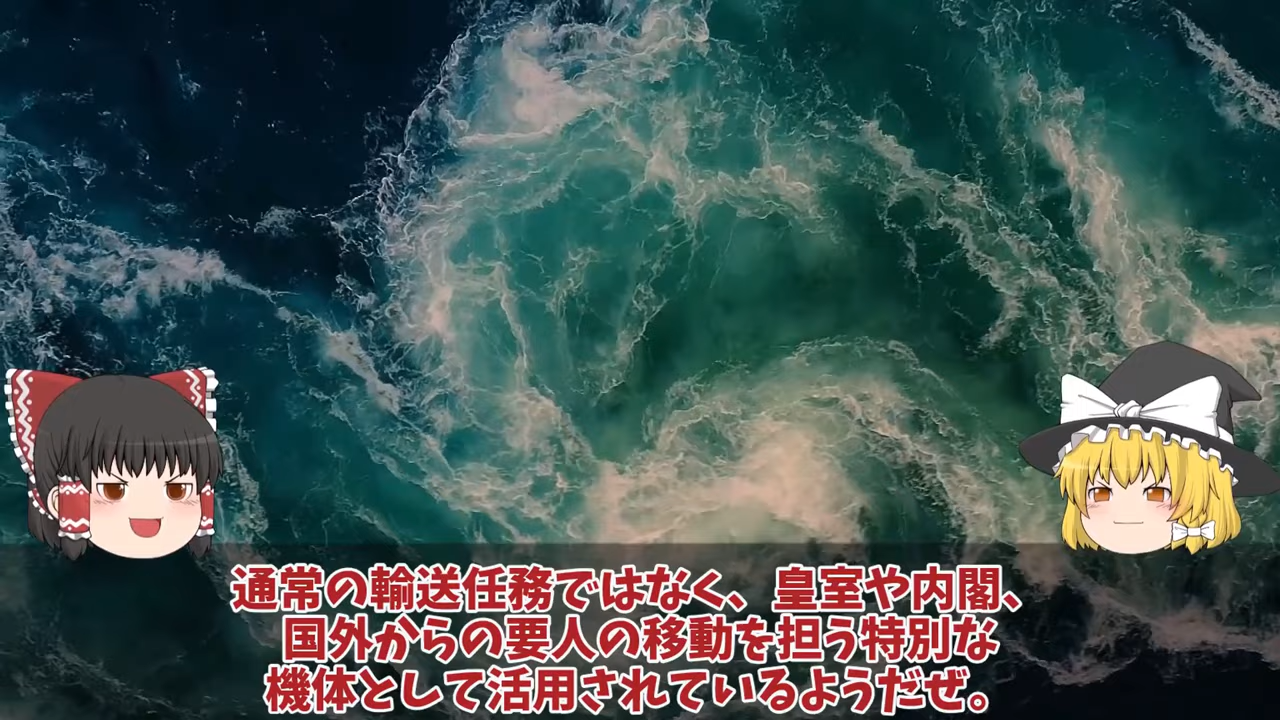 通常の輸送任務ではなく、皇室や内閣、
国外からの要人の移動を担う特別な
機体として活用されているようだぜ。